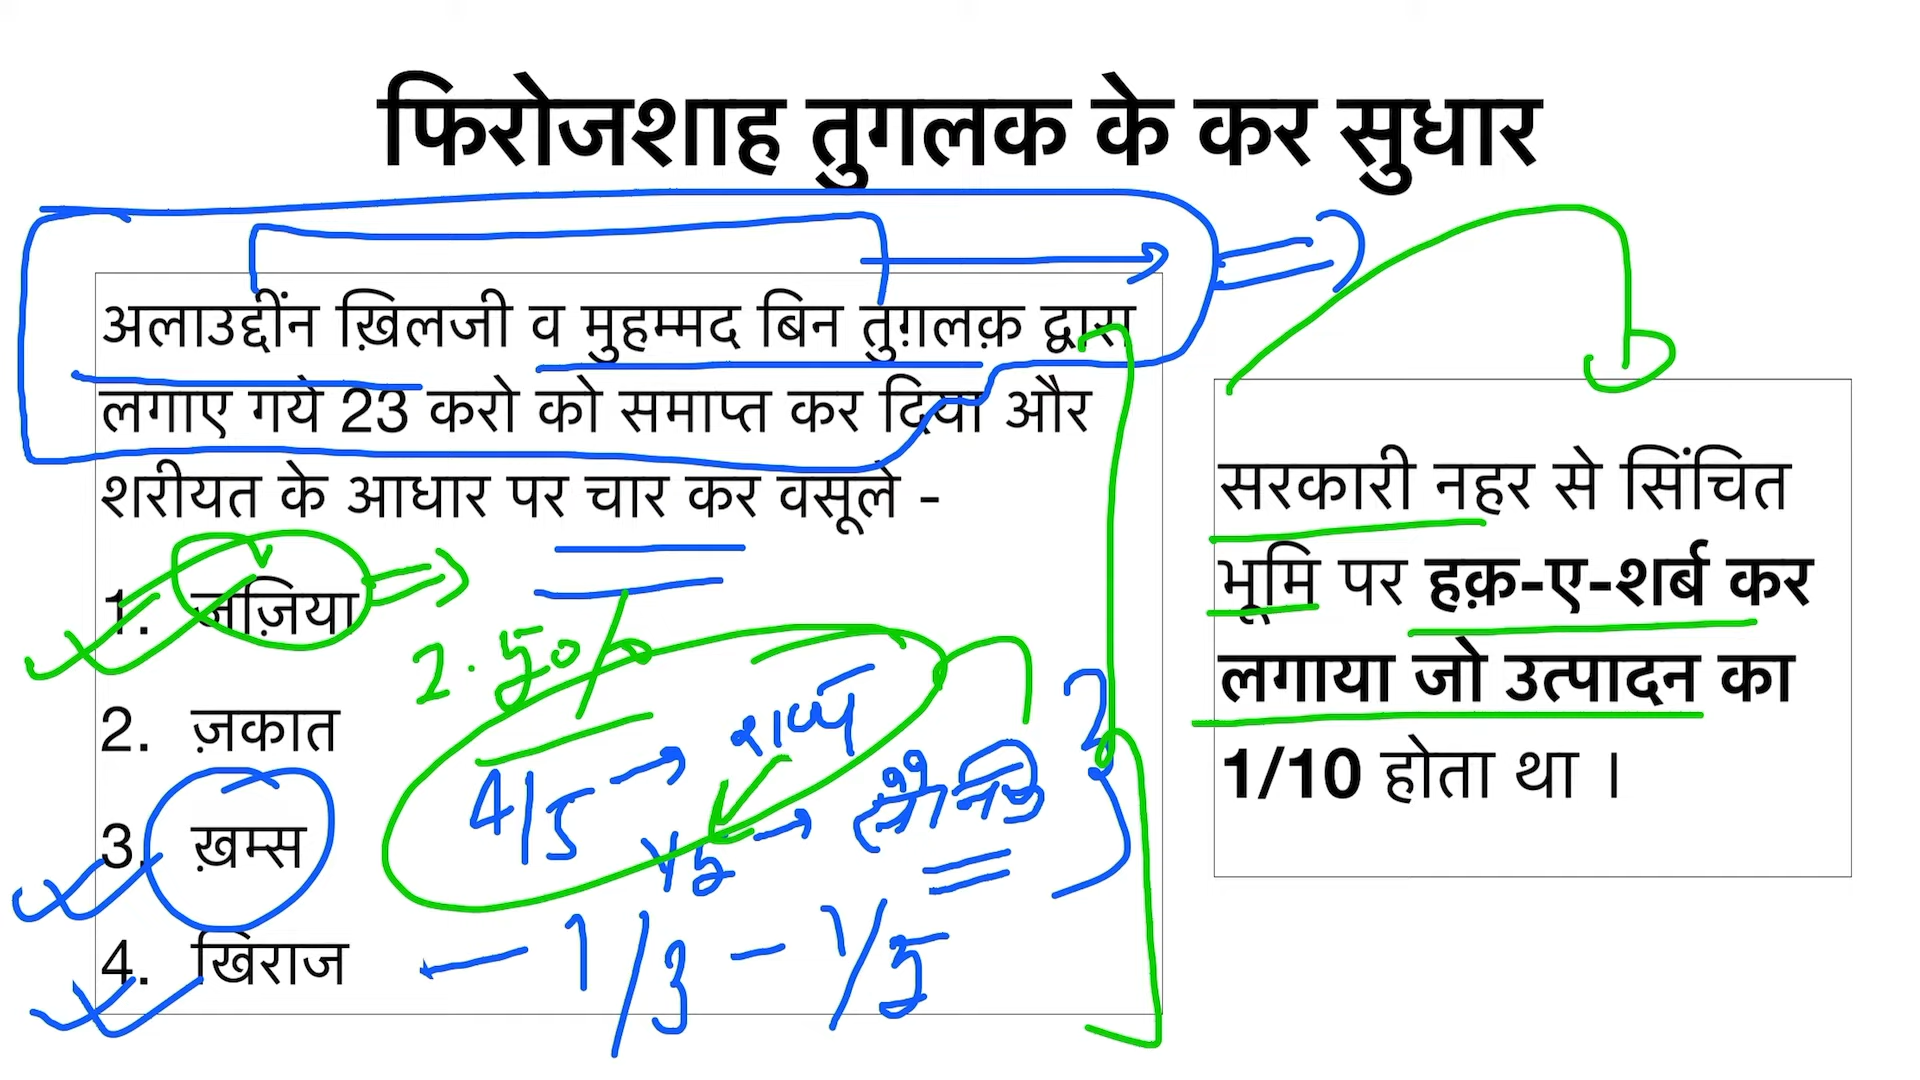 फिरोजशाह तुगलक के कर सुधार
अलाउद्दींन ख़िलजी व मुहम्मद बिन तुग़लक़ द्वारा
लगाए गये 23 करो को समाप्त कर दिया और
शरीयत के आधार पर चार कर वसूले -
1. जज़िया
2.50%
2. ज़कात
4/5 → राज्य
3. ख़म्स
1/5 → सैनिक
4. खिराज
1/3 - 1/5
सरकारी नहर से सिंचित
भूमि पर हक़-ए-शर्ब कर
लगाया जो उत्पादन का
1/10 होता था ।